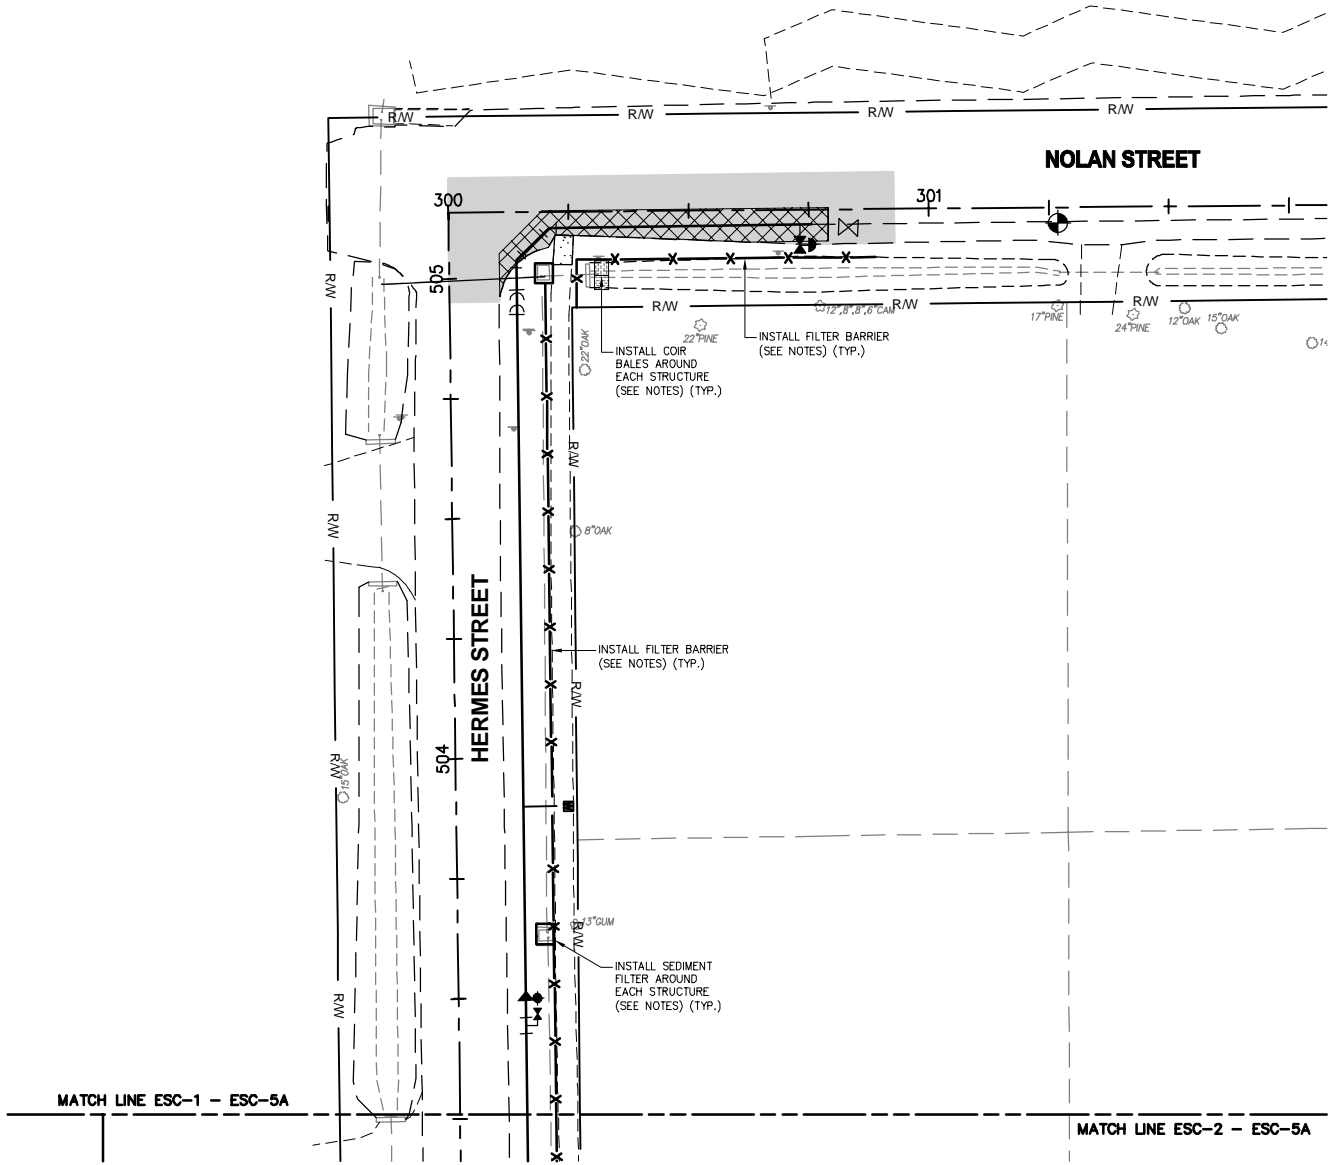 R/W
R/W
R/W
R/W
NOLAN STREET
300
301
505
R/W
R/W
R/W
R/W
12",8",8",6"CAM
17"PINE
24"PINE
12"OAK
15"OAK
22"PINE
22"OAK
INSTALL FILTER BARRIER
(SEE NOTES) (TYP.)
INSTALL COIR
BALES AROUND
EACH STRUCTURE
(SEE NOTES) (TYP.)
R/W
R/W
8"OAK
HERMES STREET
INSTALL FILTER BARRIER
(SEE NOTES) (TYP.)
R/W
504
R/W
15"OAK
13"GUM
R/W
INSTALL SEDIMENT
FILTER AROUND
EACH STRUCTURE
(SEE NOTES) (TYP.)
R/W
MATCH LINE ESC-1 - ESC-5A
MATCH LINE ESC-2 - ESC-5A